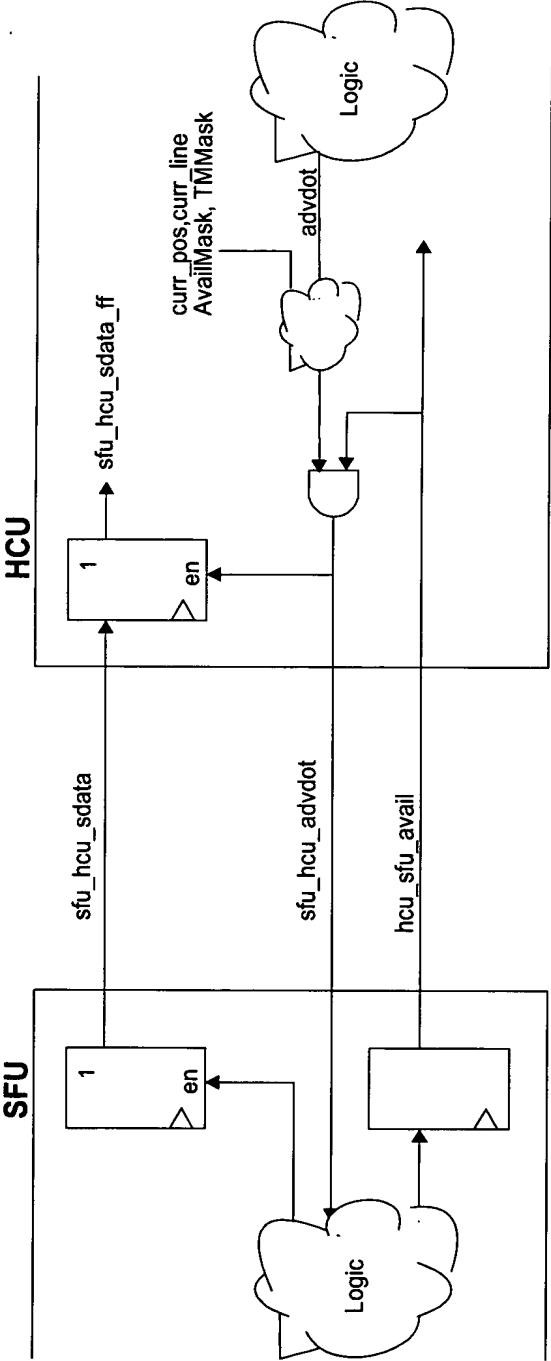 SFU
HCU
1
en
sfu_hcu_sdata
1
en
sfu_hcu_sdata_ff
Logic
sfu_hcu_advdot
hcu_sfu_avail
curr_pos,curr_line
AvailMask, TMMask
advdot
Logic